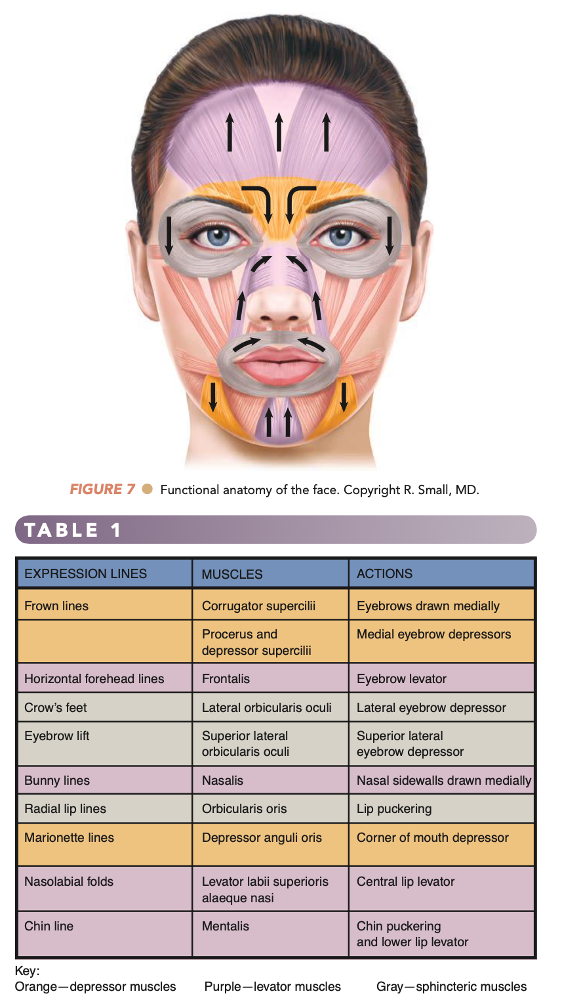 FIGURE 7 ● Functional anatomy of the face. Copyright R. Small, MD.
TABLE 1
EXPRESSION LINES MUSCLES ACTIONS
Frown lines Corrugator supercilii Eyebrows drawn medially
Procerus and depressor supercilii Medial eyebrow depressors
Horizontal forehead lines Frontalis Eyebrow levator
Crow’s feet Lateral orbicularis oculi Lateral eyebrow depressor
Eyebrow lift Superior lateral orbicularis oculi Superior lateral eyebrow depressor
Bunny lines Nasalis Nasal sidewalls drawn medially
Radial lip lines Orbicularis oris Lip puckering
Marionette lines Depressor anguli oris Corner of mouth depressor
Nasolabial folds Levator labii superioris alaeque nasi Central lip levator
Chin line Mentalis Chin puckering and lower lip levator
Key:
Orange—depressor muscles Purple—levator muscles Gray—sphincteric muscles